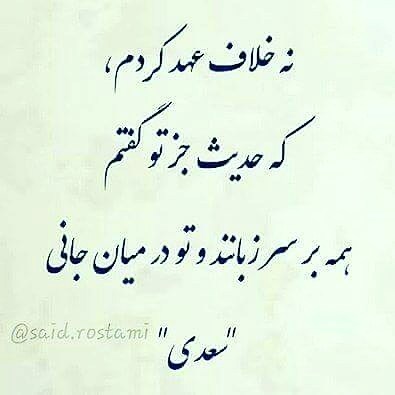 نه خلاف عهد کردم،
که حدیث جز تو گفتم
همه بر سر زبانند و تو در میان جانی
@said.rostami
"سعدی"